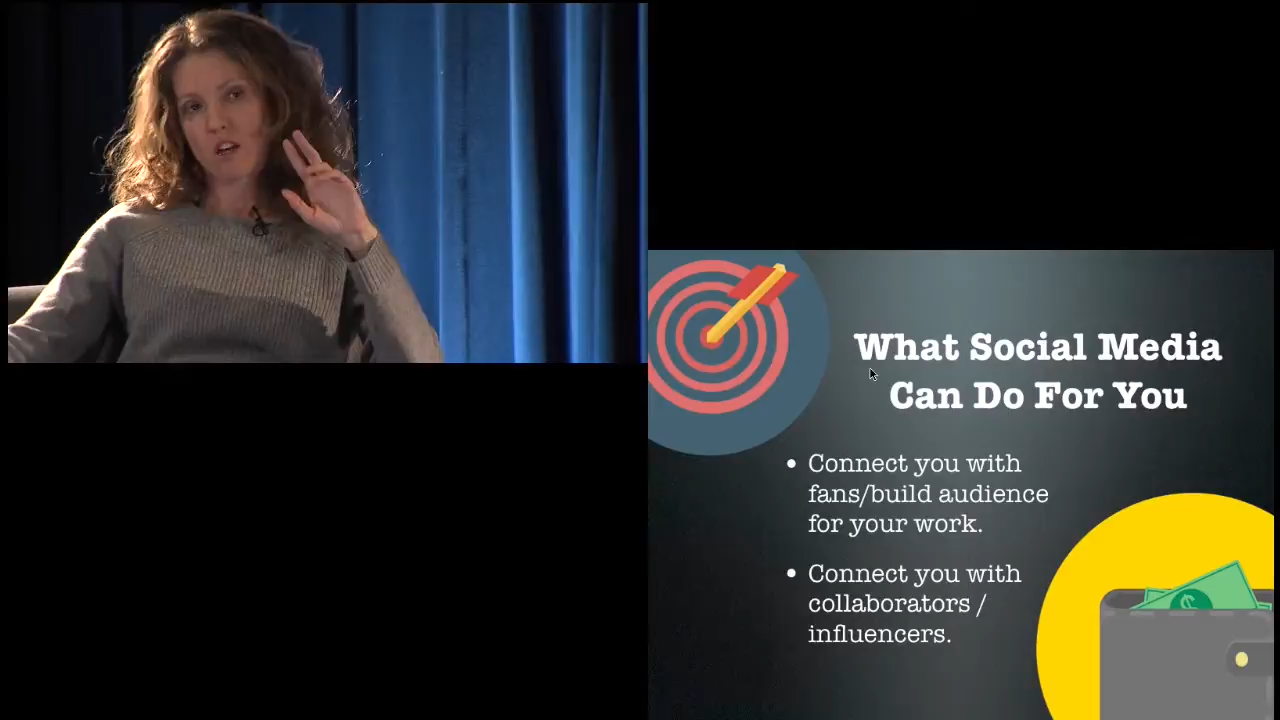 What Social Media
Can Do For You
• Connect you with
fans/build audience
for your work.
• Connect you with
collaborators /
influencers.